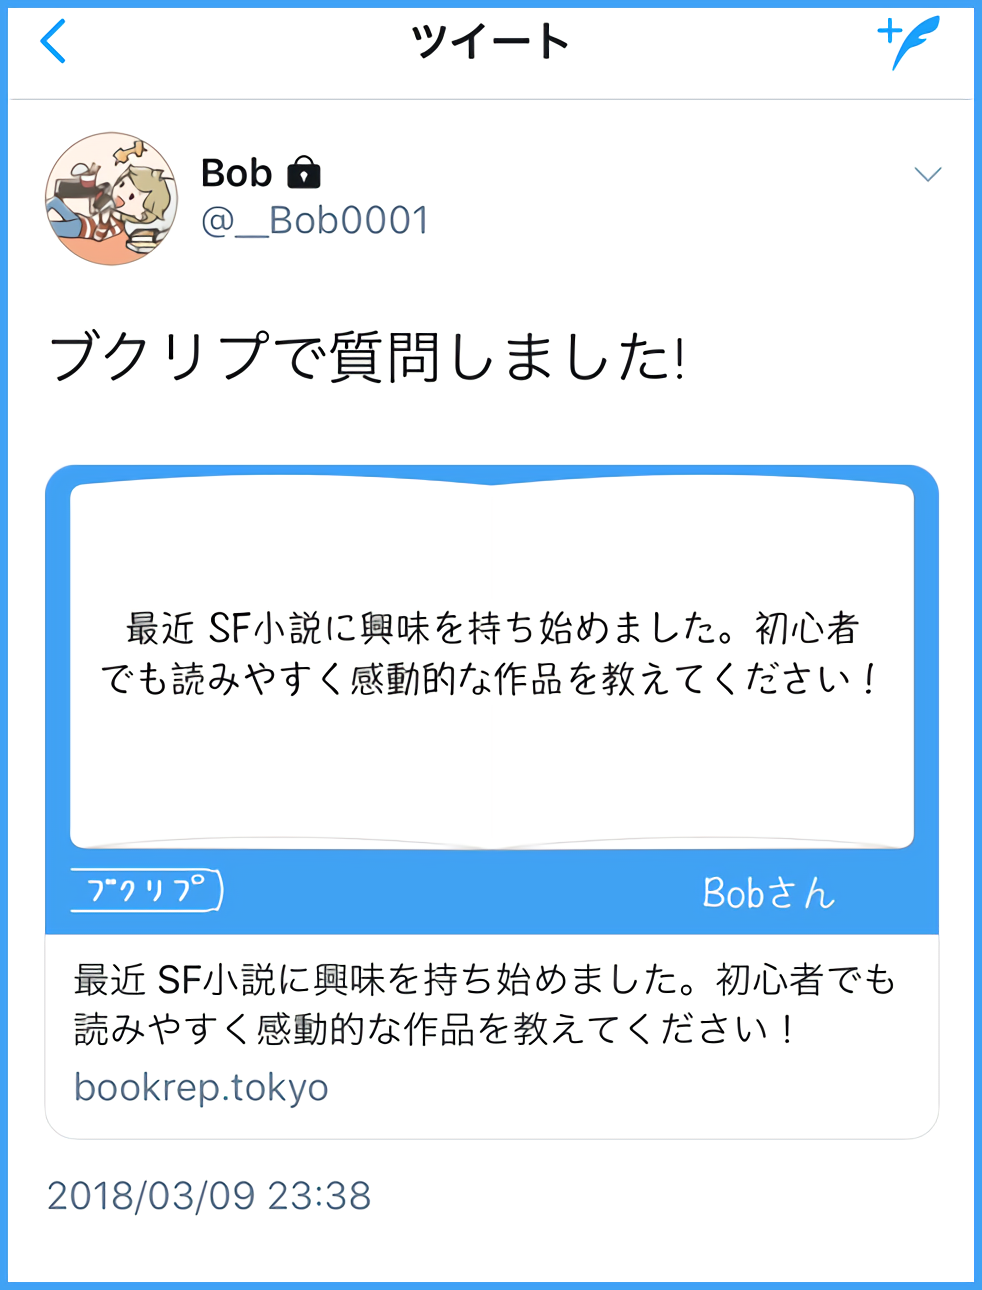 ツイート
Bob
@__Bob0001
ブクリプで質問しました!
最近 SF小説に興味を持ち始めました。初心者
でも読みやすく感動的な作品を教えてください！
ブクリプ
Bobさん
最近 SF小説に興味を持ち始めました。初心者でも
読みやすく感動的な作品を教えてください！
bookrep.tokyo
2018/03/09 23:38